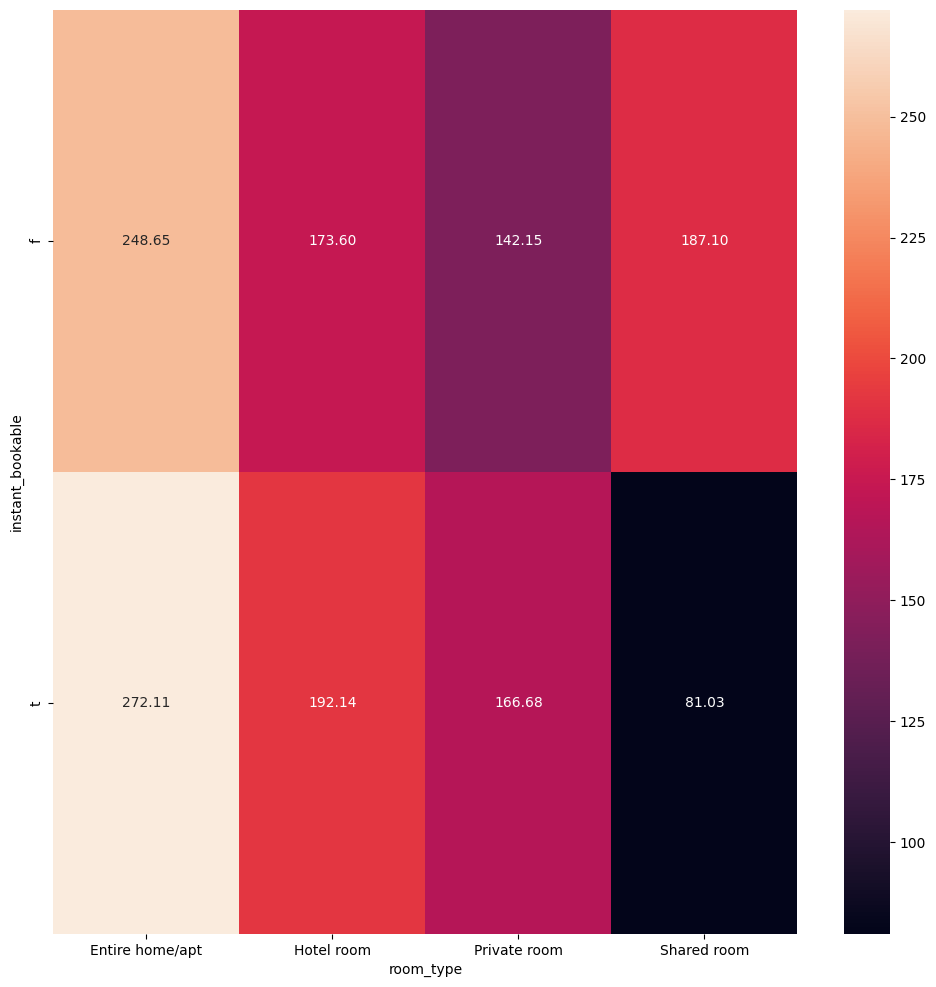 250
225
200
175
150
125
100
f
248.65 173.60 142.15 187.10
instant_bookable
t
272.11 192.14 166.68 81.03
Entire home/apt Hotel room Private room Shared room
room_type